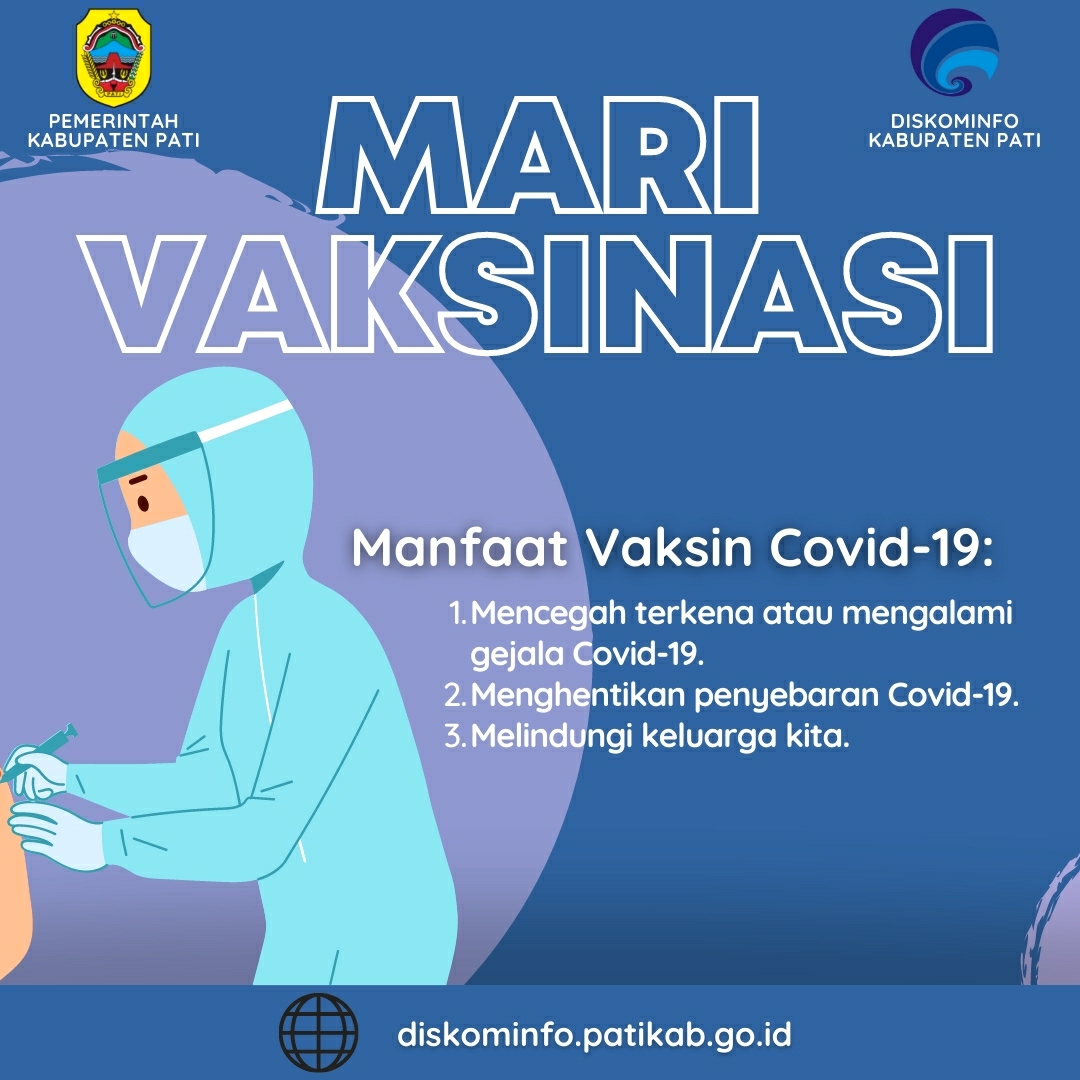 PEMERINTAH
KABUPATEN PATI
DISKOMINFO
KABUPATEN PATI
MARI
VAKSINASI
Manfaat Vaksin Covid-19:
1. Mencegah terkena atau mengalami
gejala Covid-19.
2. Menghentikan penyebaran Covid-19.
3. Melindungi keluarga kita.
diskominfo.patikab.go.id